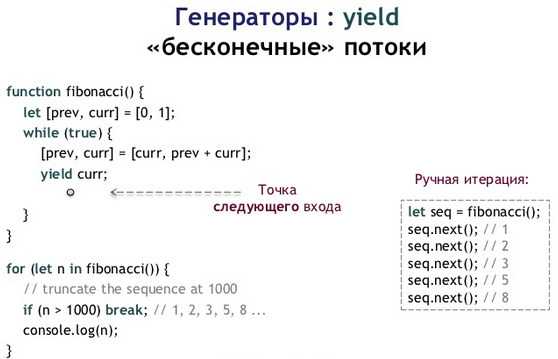 Генераторы : yield
«бесконечные» потоки
function fibonacci() {
let [prev, curr] = [0, 1];
while (true) {
[prev, curr] = [curr, prev + curr];
yield curr;
Точка
следующего входа
}
}
for (let n in fibonacci()) {
// truncate the sequence at 1000
if (n > 1000) break; // 1, 2, 3, 5, 8 ...
console.log(n);
}
Ручная итерация:
let seq = fibonacci();
seq.next(); // 1
seq.next(); // 2
seq.next(); // 3
seq.next(); // 5
seq.next(); // 8